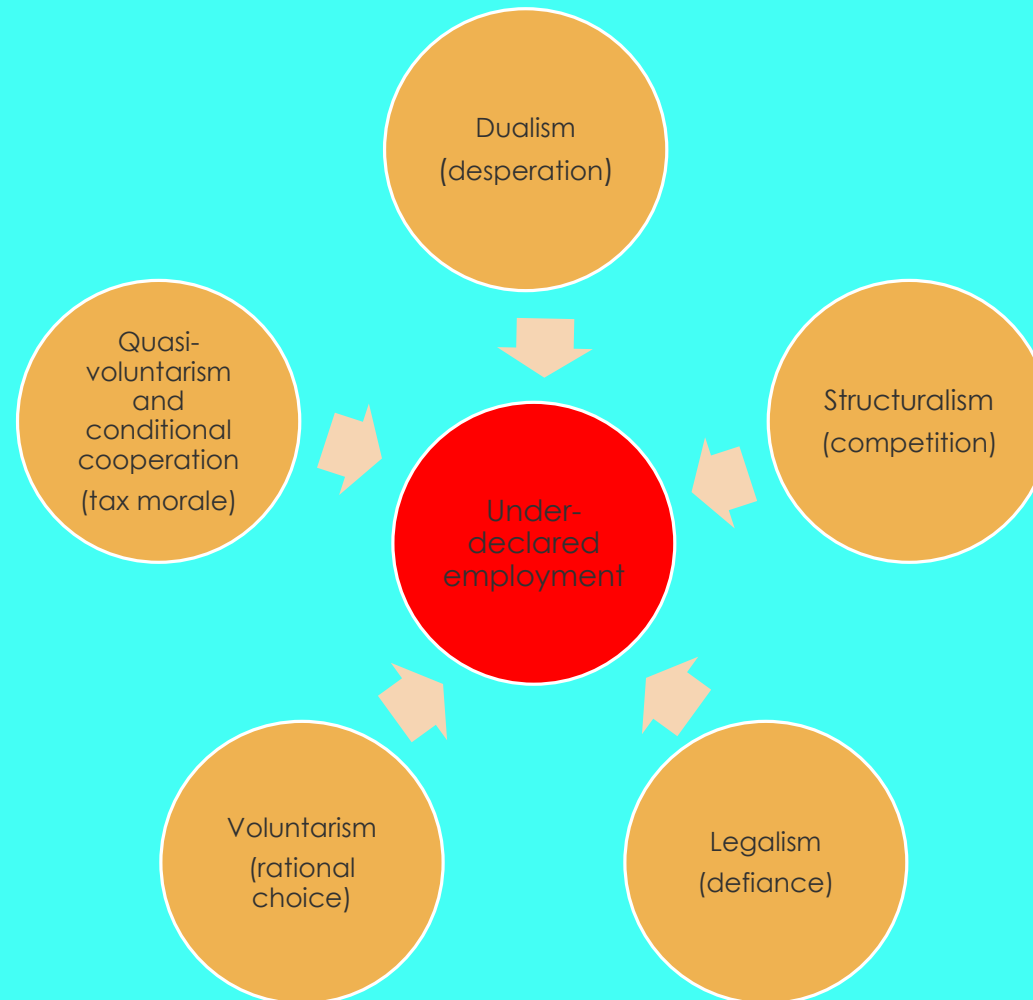 Dualism
(desperation)
Quasi-
voluntarism
and
conditional
cooperation
(tax morale)
Structuralism
(competition)
Under-
declared
employment
Voluntarism
(rational
choice)
Legalism
(defiance)